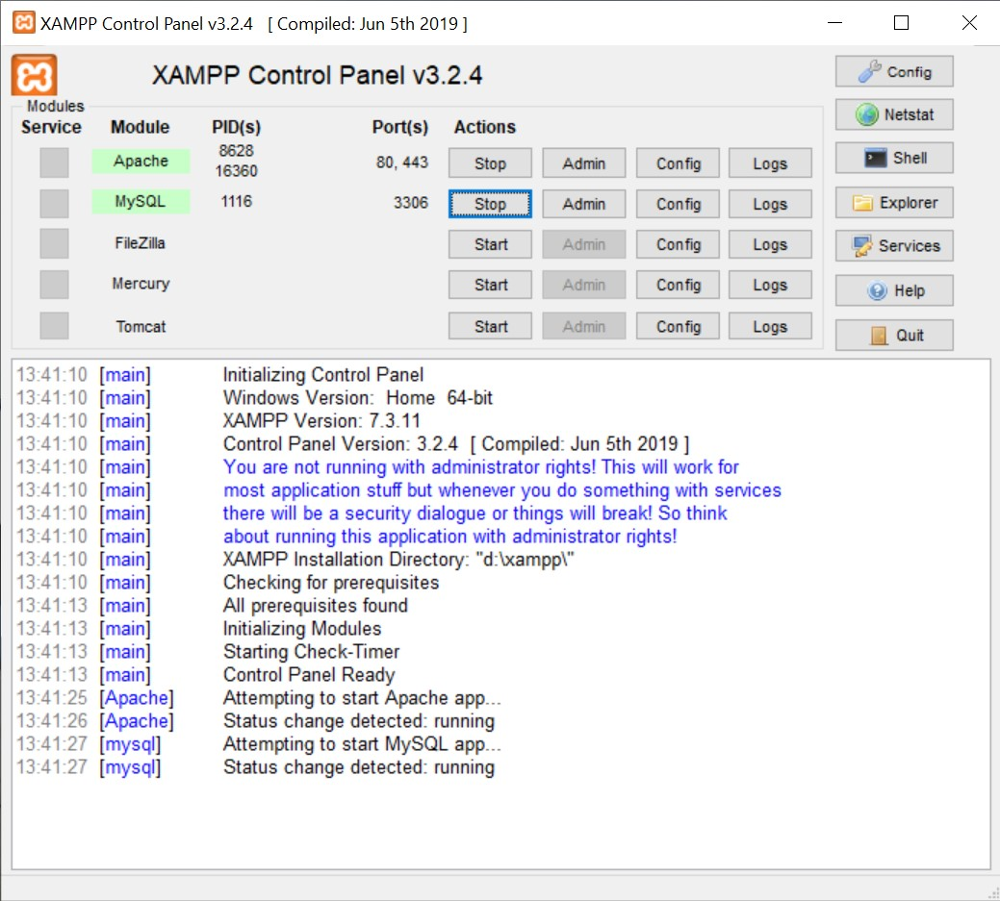 XAMPP Control Panel v3.2.4   [ Compiled: Jun 5th 2019 ]
XAMPP Control Panel v3.2.4
Config
Netstat
Shell
Explorer
Services
Help
Quit
Modules
Service Module PID(s) Port(s) Actions
Apache 8628 16360 80, 443 Stop Admin Config Logs
MySQL 1116 3306 Stop Admin Config Logs
FileZilla Start Admin Config Logs
Mercury Start Admin Config Logs
Tomcat Start Admin Config Logs
13:41:10 [main] Initializing Control Panel
13:41:10 [main] Windows Version:  Home  64-bit
13:41:10 [main] XAMPP Version: 7.3.11
13:41:10 [main] Control Panel Version: 3.2.4  [ Compiled: Jun 5th 2019 ]
13:41:10 [main] You are not running with administrator rights! This will work for
13:41:10 [main] most application stuff but whenever you do something with services
13:41:10 [main] there will be a security dialogue or things will break! So think
13:41:10 [main] about running this application with administrator rights!
13:41:10 [main] XAMPP Installation Directory: "d:\xampp\"
13:41:10 [main] Checking for prerequisites
13:41:13 [main] All prerequisites found
13:41:13 [main] Initializing Modules
13:41:13 [main] Starting Check-Timer
13:41:13 [main] Control Panel Ready
13:41:25 [Apache] Attempting to start Apache app...
13:41:26 [Apache] Status change detected: running
13:41:27 [mysql] Attempting to start MySQL app...
13:41:27 [mysql] Status change detected: running